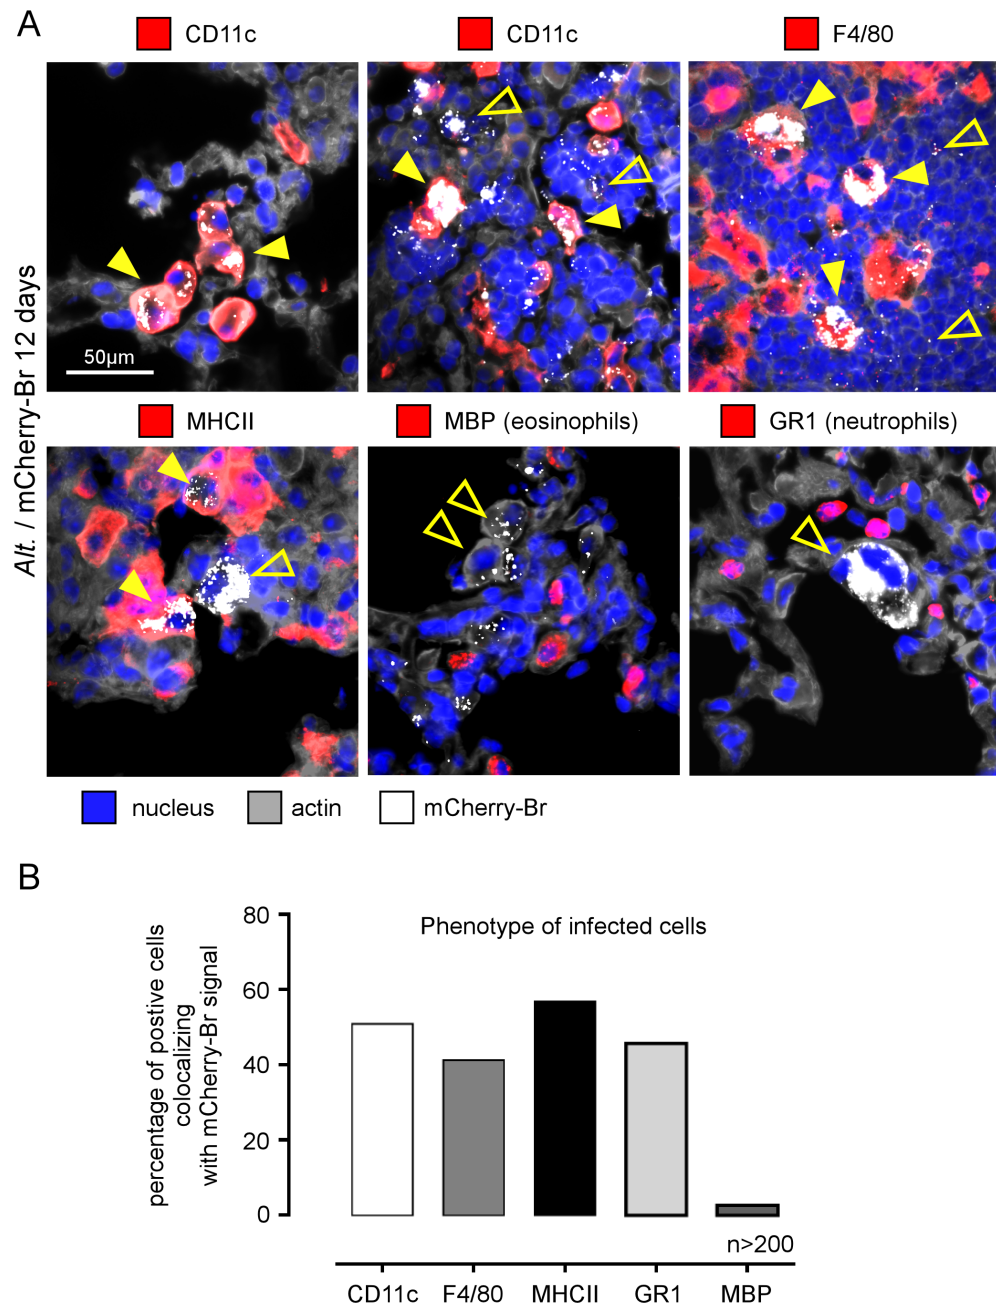 A
CD11c
CD11c
F4/80
Alt. / mCherry-Br 12 days
50µm
MHCII
MBP (eosinophils)
GR1 (neutrophils)
nucleus
actin
mCherry-Br
B
Phenotype of infected cells
percentage of postive cells
colocalizing
with mCherry-Br signal
80
60
40
20
0
n>200
CD11c
F4/80
MHCII
GR1
MBP